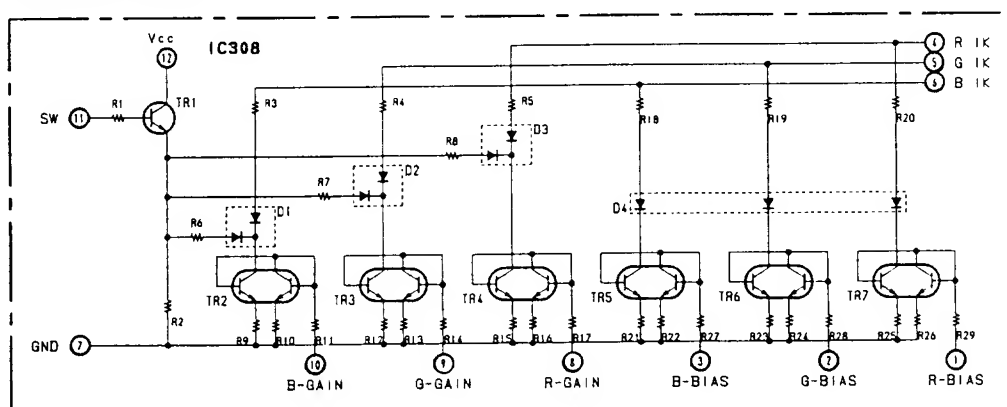 Vcc
IC308
12
4 R IK
5 G IK
6 B IK
R1
TR1
R3
R4
R5
R18
R19
R20
SW 11
D3
R8
D2
R7
D4
D1
R6
TR2
TR3
TR4
TR5
TR6
TR7
R2
R9
R10
R11
R12
R13
R14
R15
R16
R17
R21
R22
R27
R23
R24
R28
R25
R26
R29
GND 7
10
9
8
3
2
1
B-GAIN
G-GAIN
R-GAIN
B-BIAS
G-BIAS
R-BIAS